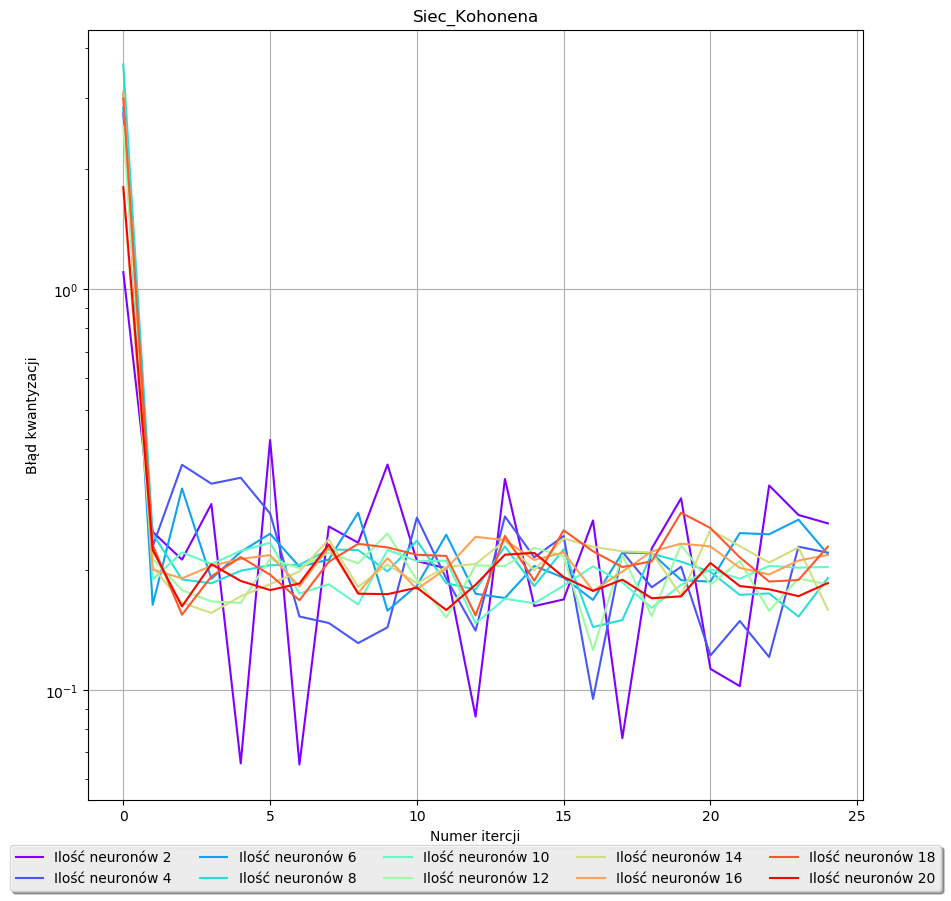 Siec_Kohonena
Błąd kwantyzacji
10⁰
10⁻¹
0 5 10 15 20 25
Numer itercji
Ilość neuronów 2 Ilość neuronów 6 Ilość neuronów 10 Ilość neuronów 14 Ilość neuronów 18
Ilość neuronów 4 Ilość neuronów 8 Ilość neuronów 12 Ilość neuronów 16 Ilość neuronów 20